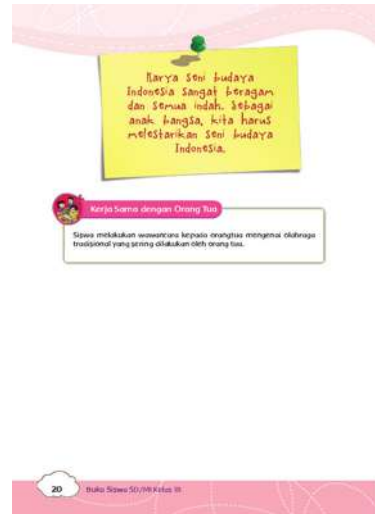 Karya seni budaya
Indonesia sangat beragam
dan semua indah. Sebagai
anak bangsa, kita harus
melestarikan seni budaya
Indonesia.
Kerja Sama dengan Orang Tua
Siswa melakukan wawancara kepada orangtua mengenai olahraga
tradisional yang sering dilakukan oleh orang tua.
20 Buku Siswa SD/MI Kelas III